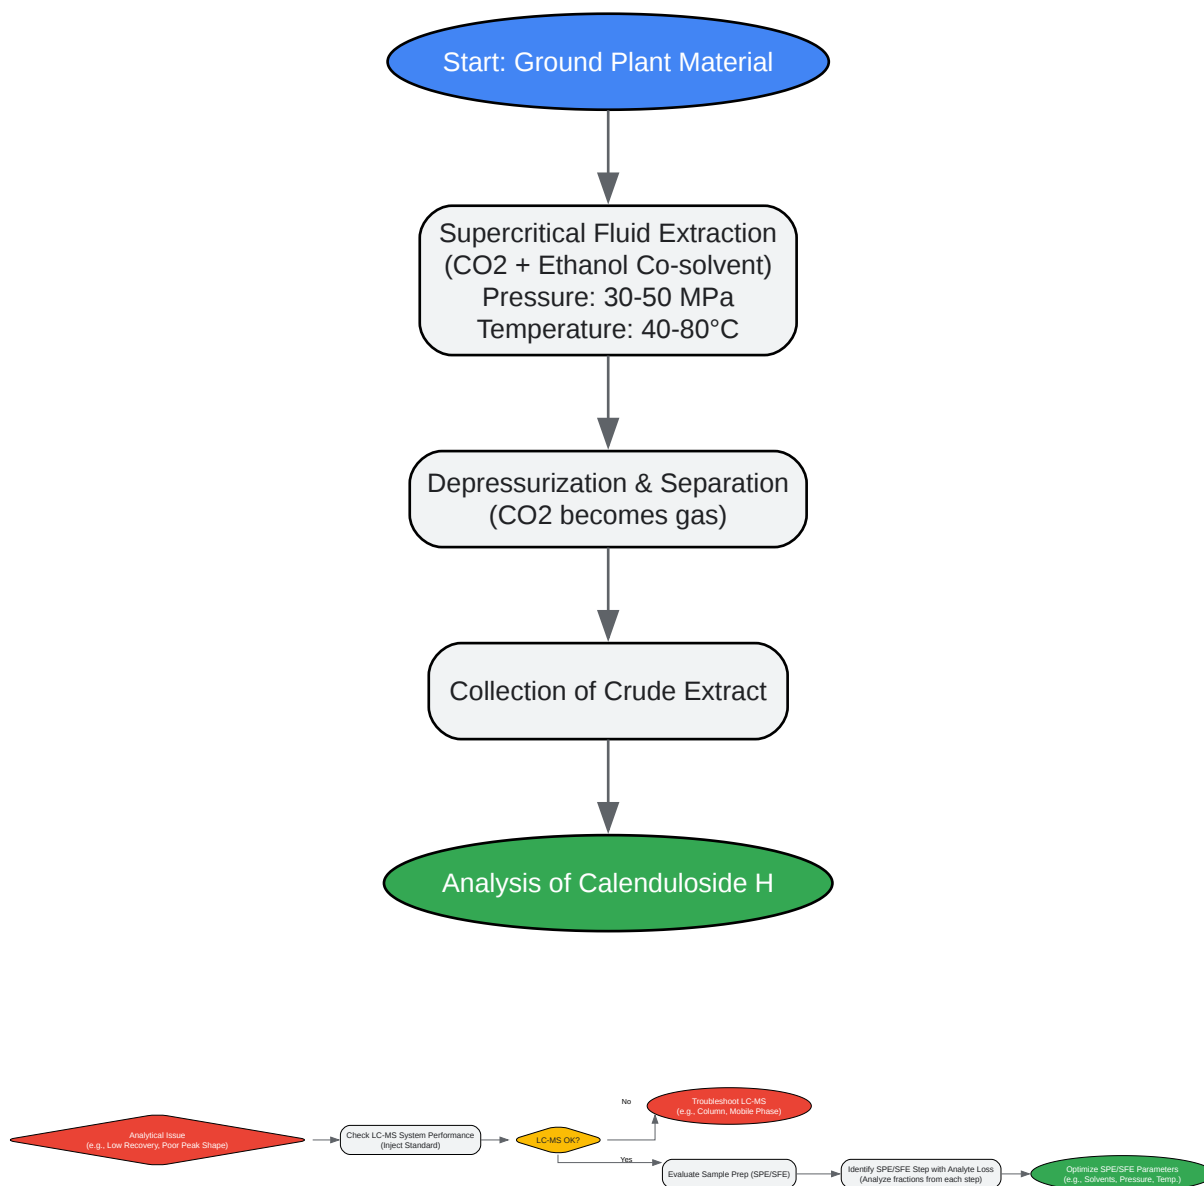 Start: Ground Plant Material
Supercritical Fluid Extraction
(CO2 + Ethanol Co-solvent)
Pressure: 30-50 MPa
Temperature: 40-80°C
Depressurization & Separation
(CO2 becomes gas)
Collection of Crude Extract
Analysis of Calenduloside H
Analytical Issue
(e.g., Low Recovery, Poor Peak Shape)
Check LC-MS System Performance
(Inject Standard)
LC-MS OK?
No
Troubleshoot LC-MS
(e.g., Column, Mobile Phase)
Yes
Evaluate Sample Prep (SPE/SFE)
Identify SPE/SFE Step with Analyte Loss
(Analyze fractions from each step)
Optimize SPE/SFE Parameters
(e.g., Solvents, Pressure, Temp.)